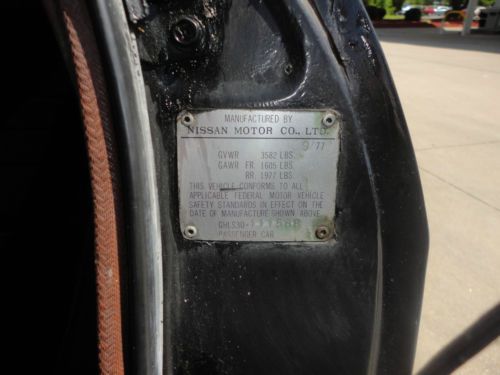 MANUFACTURED BY
NISSAN MOTOR CO., LTD.
9/77
GVWR 3582 LBS.
GAWR FR. 1605 LBS.
RR. 1977 LBS.
THIS VEHICLE CONFORMS TO ALL
APPLICABLE FEDERAL MOTOR VEHICLE
SAFETY STANDARDS IN EFFECT ON THE
DATE OF MANUFACTURE SHOWN ABOVE.
GHLS30-
PASSENGER CAR